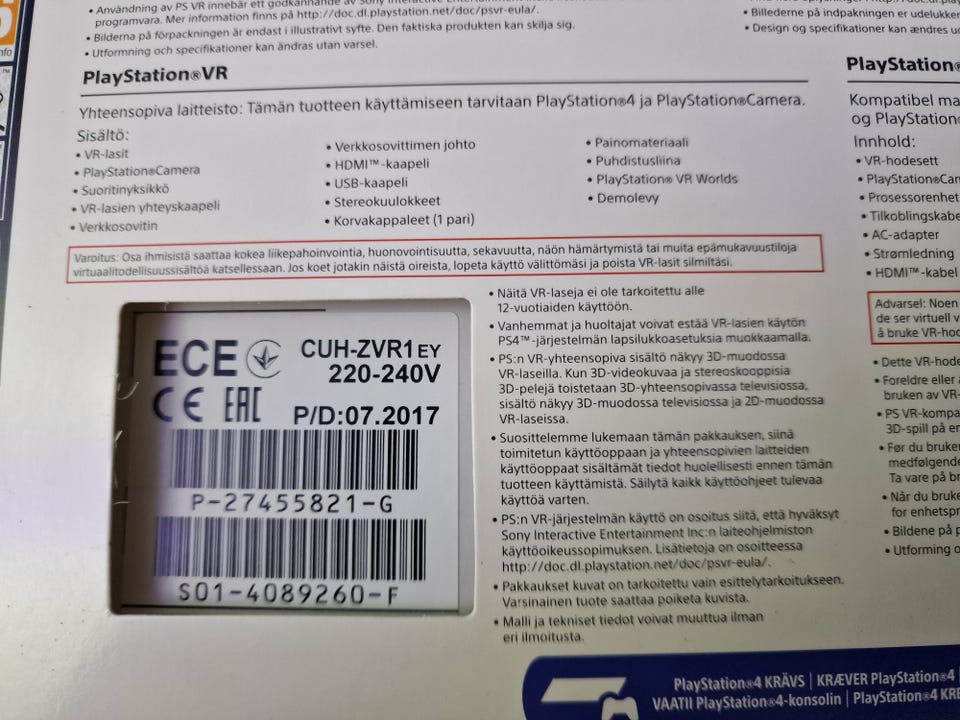 • Användning av PS VR innebär ett godkännande av Sony Interactive Entertainment
programvara. Mer information finns på http://doc.dl.playstation.net/doc/psvr-eula/.
• Bilderna på förpackningen är endast i illustrativt syfte. Den faktiska produkten kan skilja sig.
• Utformning och specifikationer kan ändras utan varsel.
PlayStation®VR
Yhteensopiva laitteisto: Tämän tuotteen käyttämiseen tarvitaan PlayStation®4 ja PlayStation®Camera.
Sisältö:
• VR-lasit
• PlayStation®Camera
• Suoritinyksikkö
• VR-lasien yhteyskaapeli
• Verkkosovitin
• Verkkosovittimen johto
• HDMI™-kaapeli
• USB-kaapeli
• Stereokuulokkeet
• Korvakappaleet (1 pari)
• Painomateriaali
• Puhdistusliina
• PlayStation® VR Worlds
• Demolevy
Varoitus: Osa ihmisistä saattaa kokea liikepahoinvointia, huonovointisuutta, sekavuutta, näön hämärtymistä tai muita epämukavuustiloja
virtuaalitodellisuussisältöä katsellessaan. Jos koet jotakin näistä oireista, lopeta käyttö välittömäsi ja poista VR-lasit silmiltäsi.
ECE CUH-ZVR1 EY
220-240V
CE EAC P/D:07.2017
P-27455821-G
S01-4089260-F
• Näitä VR-laseja ei ole tarkoitettu alle
12-vuotiaiden käyttöön.
• Vanhemmat ja huoltajat voivat estää VR-lasien käytön
PS4™-järjestelmän lapsilukkoasetuksia muokkaamalla.
• PS:n VR-yhteensopiva sisältö näkyy 3D-muodossa
VR-laseilla. Kun 3D-videokuvaa ja stereoskooppisia
3D-pelejä toistetaan 3D-yhteensopivassa televisiossa,
sisältö näkyy 3D-muodossa televisiossa ja 2D-muodossa
VR-laseissa.
• Suosittelemme lukemaan tämän pakkauksen, siinä
toimitetun käyttöoppaan ja yhteensopivien laitteiden
käyttöoppaat sisältämät tiedot huolellisesti ennen tämän
tuotteen käyttämistä. Säilytä kaikk käyttöohjeet tulevaa
käyttöä varten.
• PS:n VR-järjestelmän käyttö on osoitus siitä, että hyväksyt
Sony Interactive Entertainment Inc:n laiteohjelmiston
käyttöoikeussopimuksen. Lisätietoja on osoitteessa
http://doc.dl.playstation.net/doc/psvr-eula/.
• Pakkaukset kuvat on tarkoitettu vain esittelytarkoitukseen.
Varsinainen tuote saattaa poiketa kuvista.
• Malli ja tekniset tiedot voivat muuttua ilman
eri ilmoitusta.
• Billederne på indpakningen er udelukker
• Design og specifikationer kan ændres ud
PlayStation®
Kompatibel ma
og PlayStation
Innhold:
• VR-hodesett
• PlayStation®Can
• Prosessorenhet
• Tilkoblingskabe
• AC-adapter
• Strømledning
• HDMI™-kabel
Advarsel: Noen
de ser virtuell v
å bruke VR-hod
• Dette VR-hode
• Foreldre eller
bruken av VR-
• PS VR-kompa
3D-spill på en
• Før du bruker
medfølgende
Ta vare på br
• Når du bruke
for enhetspr
• Bildene på p
• Utforming o
PlayStation®4 KRÄVS | KRÆVER PlayStation®4
VAATII PlayStation®4-konsolin | PlayStation®4 KRE